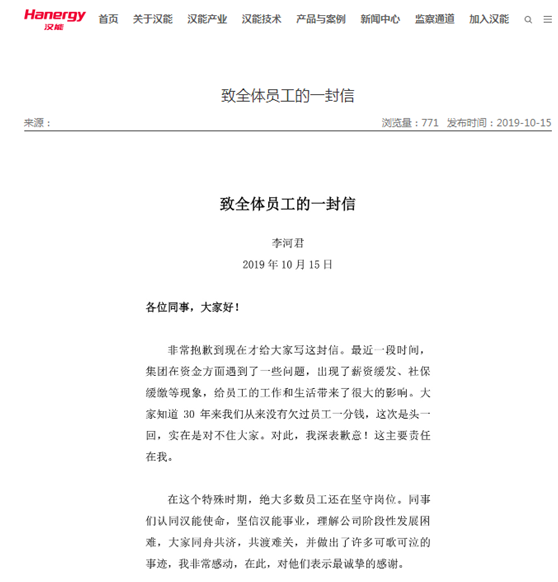 Hanergy
汉能
首页 关于汉能 汉能产业 汉能技术 产品与案例 新闻中心 监察通道 加入汉能
致全体员工的一封信
来源： 浏览量：771 发布时间：2019-10-15
致全体员工的一封信
李河君
2019 年 10 月 15 日
各位同事，大家好！
非常抱歉到现在才给大家写这封信。最近一段时间，
集团在资金方面遇到了一些问题，出现了薪资缓发、社保
缓缴等现象，给员工的工作和生活带来了很大的影响。大
家知道 30 年来我们从来没有欠过员工一分钱，这次是头一
回，实在是对不住大家。对此，我深表歉意！这主要责任
在我。
在这个特殊时期，绝大多数员工还在坚守岗位。同事
们认同汉能使命，坚信汉能事业，理解公司阶段性发展困
难，大家同舟共济，共渡难关，并做出了许多可歌可泣的
事迹，我非常感动，在此，对他们表示最诚挚的感谢。